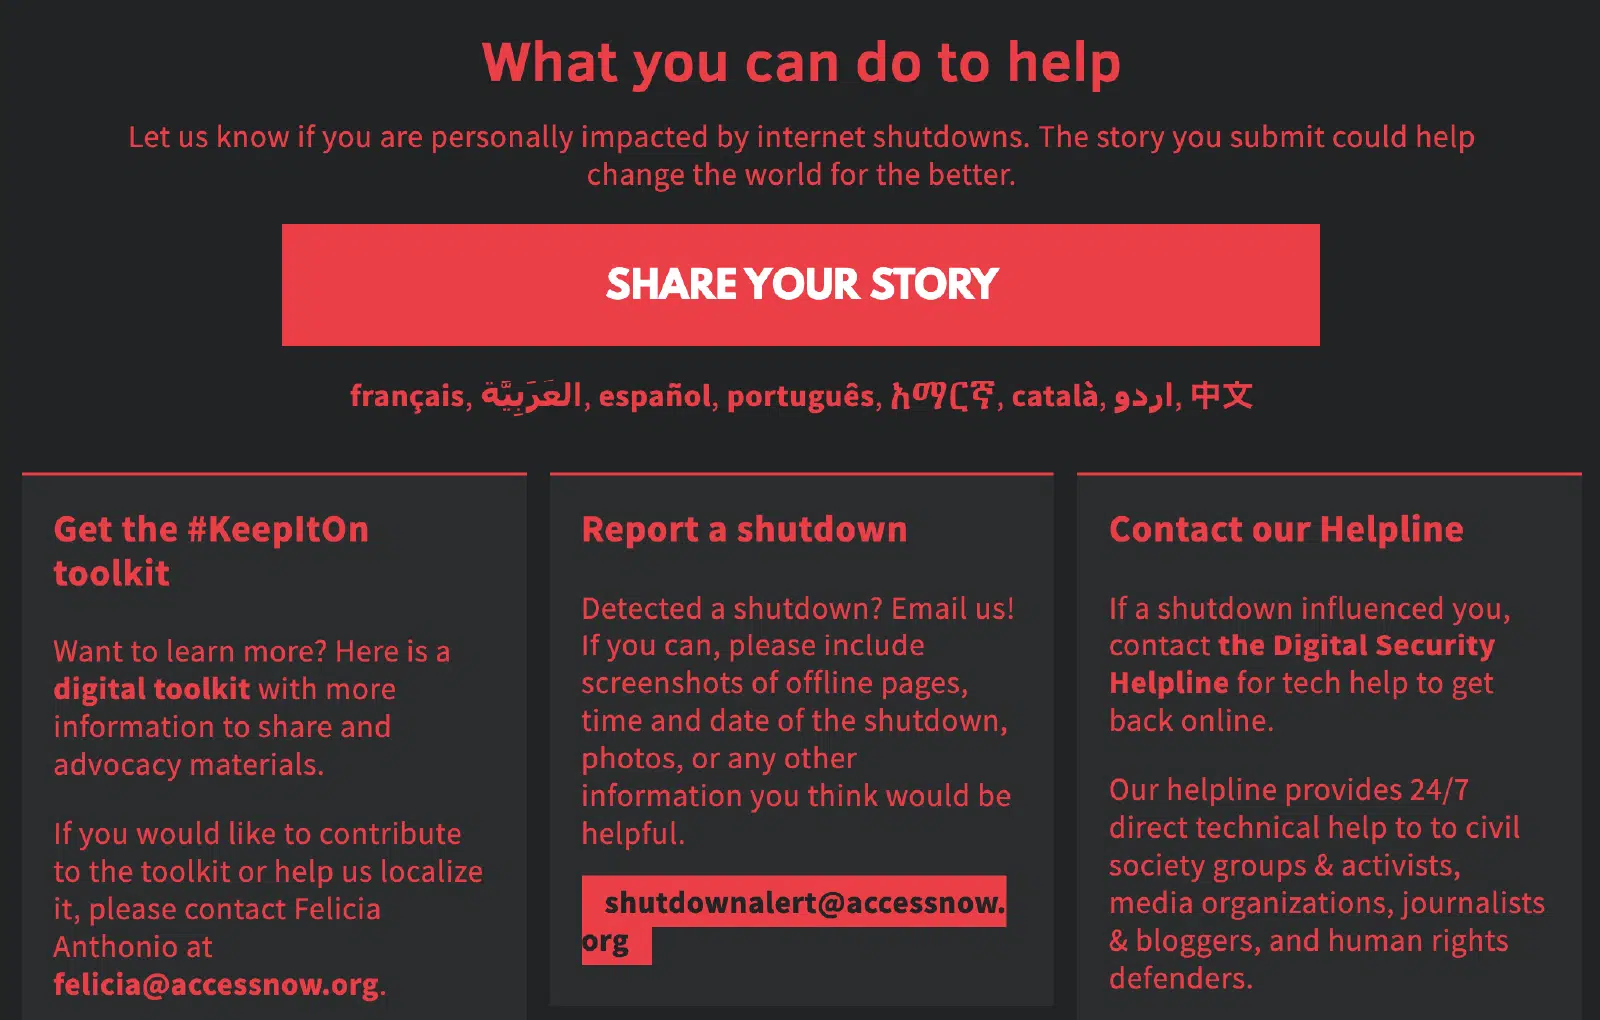 What you can do to help
Let us know if you are personally impacted by internet shutdowns. The story you submit could help
change the world for the better.
SHARE YOUR STORY
français, العَرَبِيَّة, español, português, አማርኛ, català, اردو, 中文
Get the #KeepItOn
toolkit
Want to learn more? Here is a
digital toolkit with more
information to share and
advocacy materials.
If you would like to contribute
to the toolkit or help us localize
it, please contact Felicia
Anthonio at
felicia@accessnow.org.
Report a shutdown
Detected a shutdown? Email us!
If you can, please include
screenshots of offline pages,
time and date of the shutdown,
photos, or any other
information you think would be
helpful.
shutdownalert@accessnow.
org
Contact our Helpline
If a shutdown influenced you,
contact the Digital Security
Helpline for tech help to get
back online.
Our helpline provides 24/7
direct technical help to to civil
society groups & activists,
media organizations, journalists
& bloggers, and human rights
defenders.